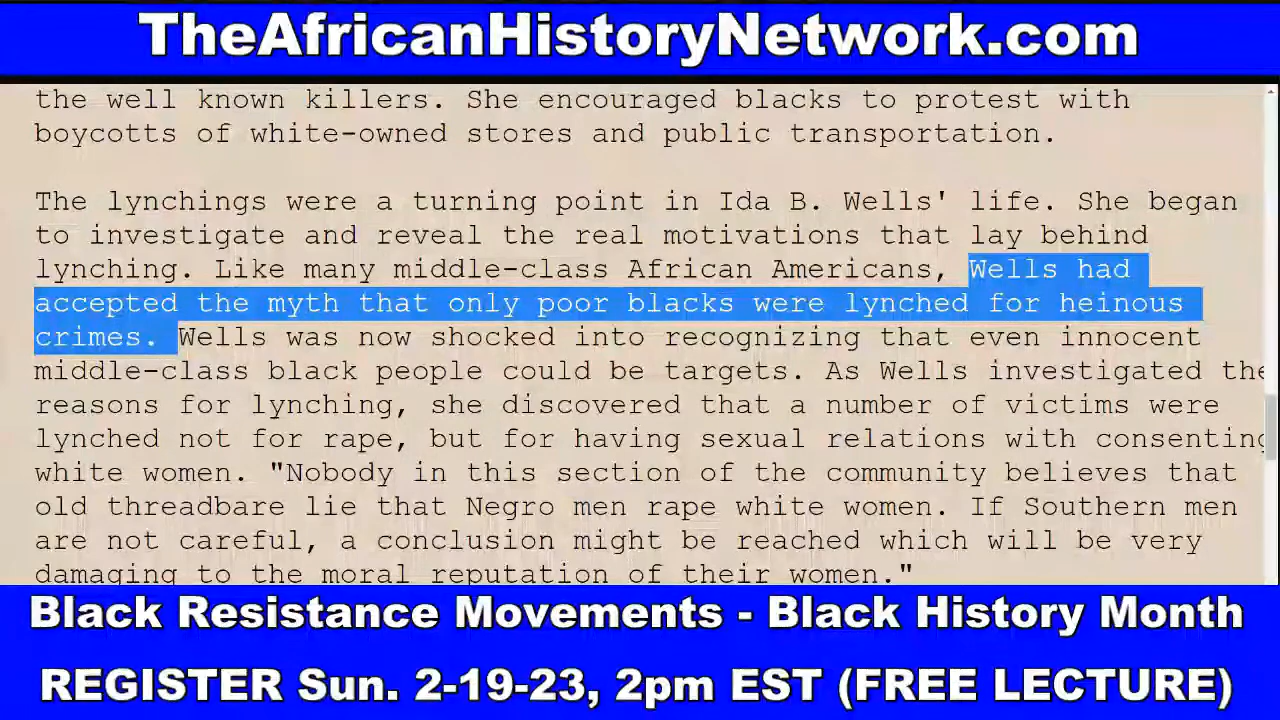 TheAfricanHistoryNetwork.com
the well known killers. She encouraged blacks to protest with
boycotts of white-owned stores and public transportation.
The lynchings were a turning point in Ida B. Wells' life. She began
to investigate and reveal the real motivations that lay behind
lynching. Like many middle-class African Americans, Wells had
accepted the myth that only poor blacks were lynched for heinous
crimes. Wells was now shocked into recognizing that even innocent
middle-class black people could be targets. As Wells investigated the
reasons for lynching, she discovered that a number of victims were
lynched not for rape, but for having sexual relations with consenting
white women. "Nobody in this section of the community believes that
old threadbare lie that Negro men rape white women. If Southern men
are not careful, a conclusion might be reached which will be very
damaging to the moral reputation of their women."
Black Resistance Movements - Black History Month
REGISTER Sun. 2-19-23, 2pm EST (FREE LECTURE)